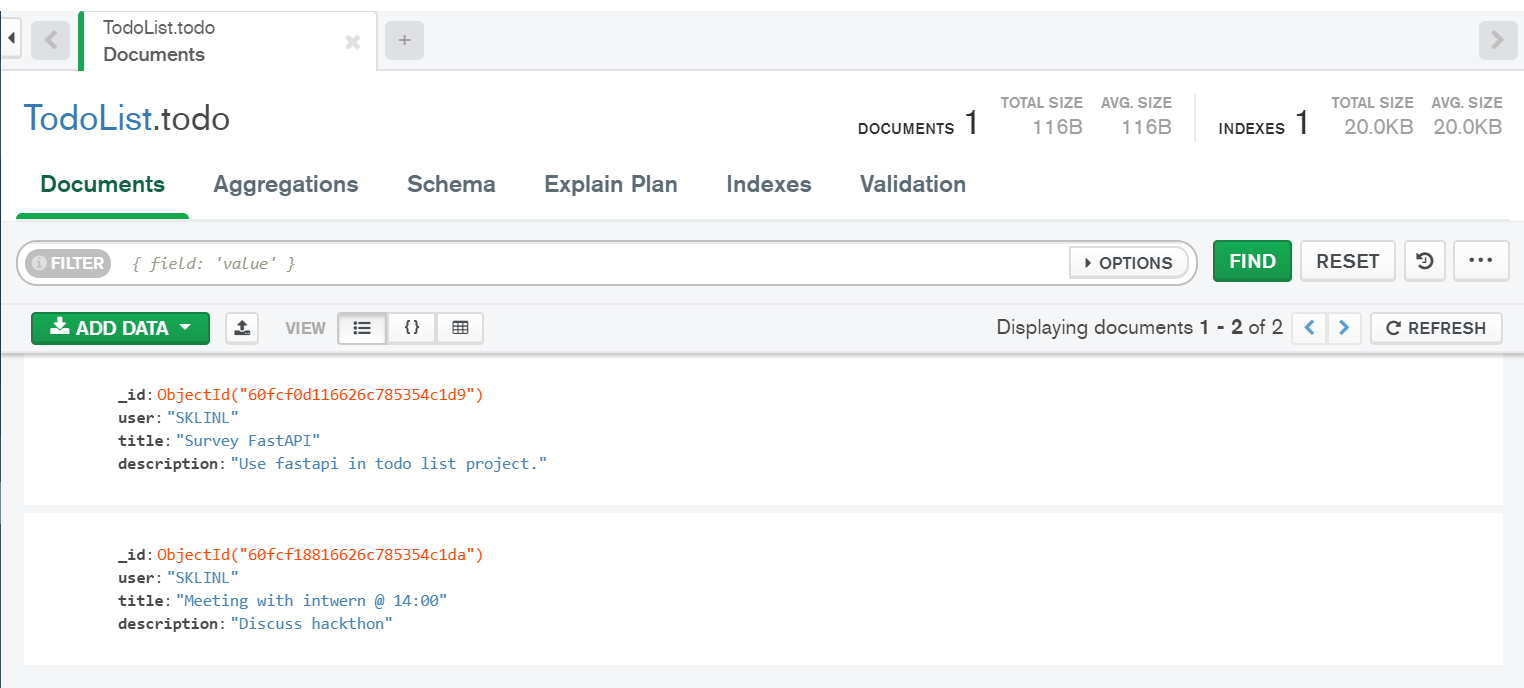 TodoList.todo
Documents
TodoList.todo
DOCUMENTS 1 TOTAL SIZE 116B AVG. SIZE 116B INDEXES 1 TOTAL SIZE 20.0KB AVG. SIZE 20.0KB
Documents Aggregations Schema Explain Plan Indexes Validation
FILTER { field: 'value' } OPTIONS FIND RESET
ADD DATA VIEW {} Displaying documents 1 - 2 of 2 REFRESH
_id: ObjectId("60fcf0d116626c785354c1d9")
user: "SKLINL"
title: "Survey FastAPI"
description: "Use fastapi in todo list project."
_id: ObjectId("60fcf18816626c785354c1da")
user: "SKLINL"
title: "Meeting with intwern @ 14:00"
description: "Discuss hackthon"